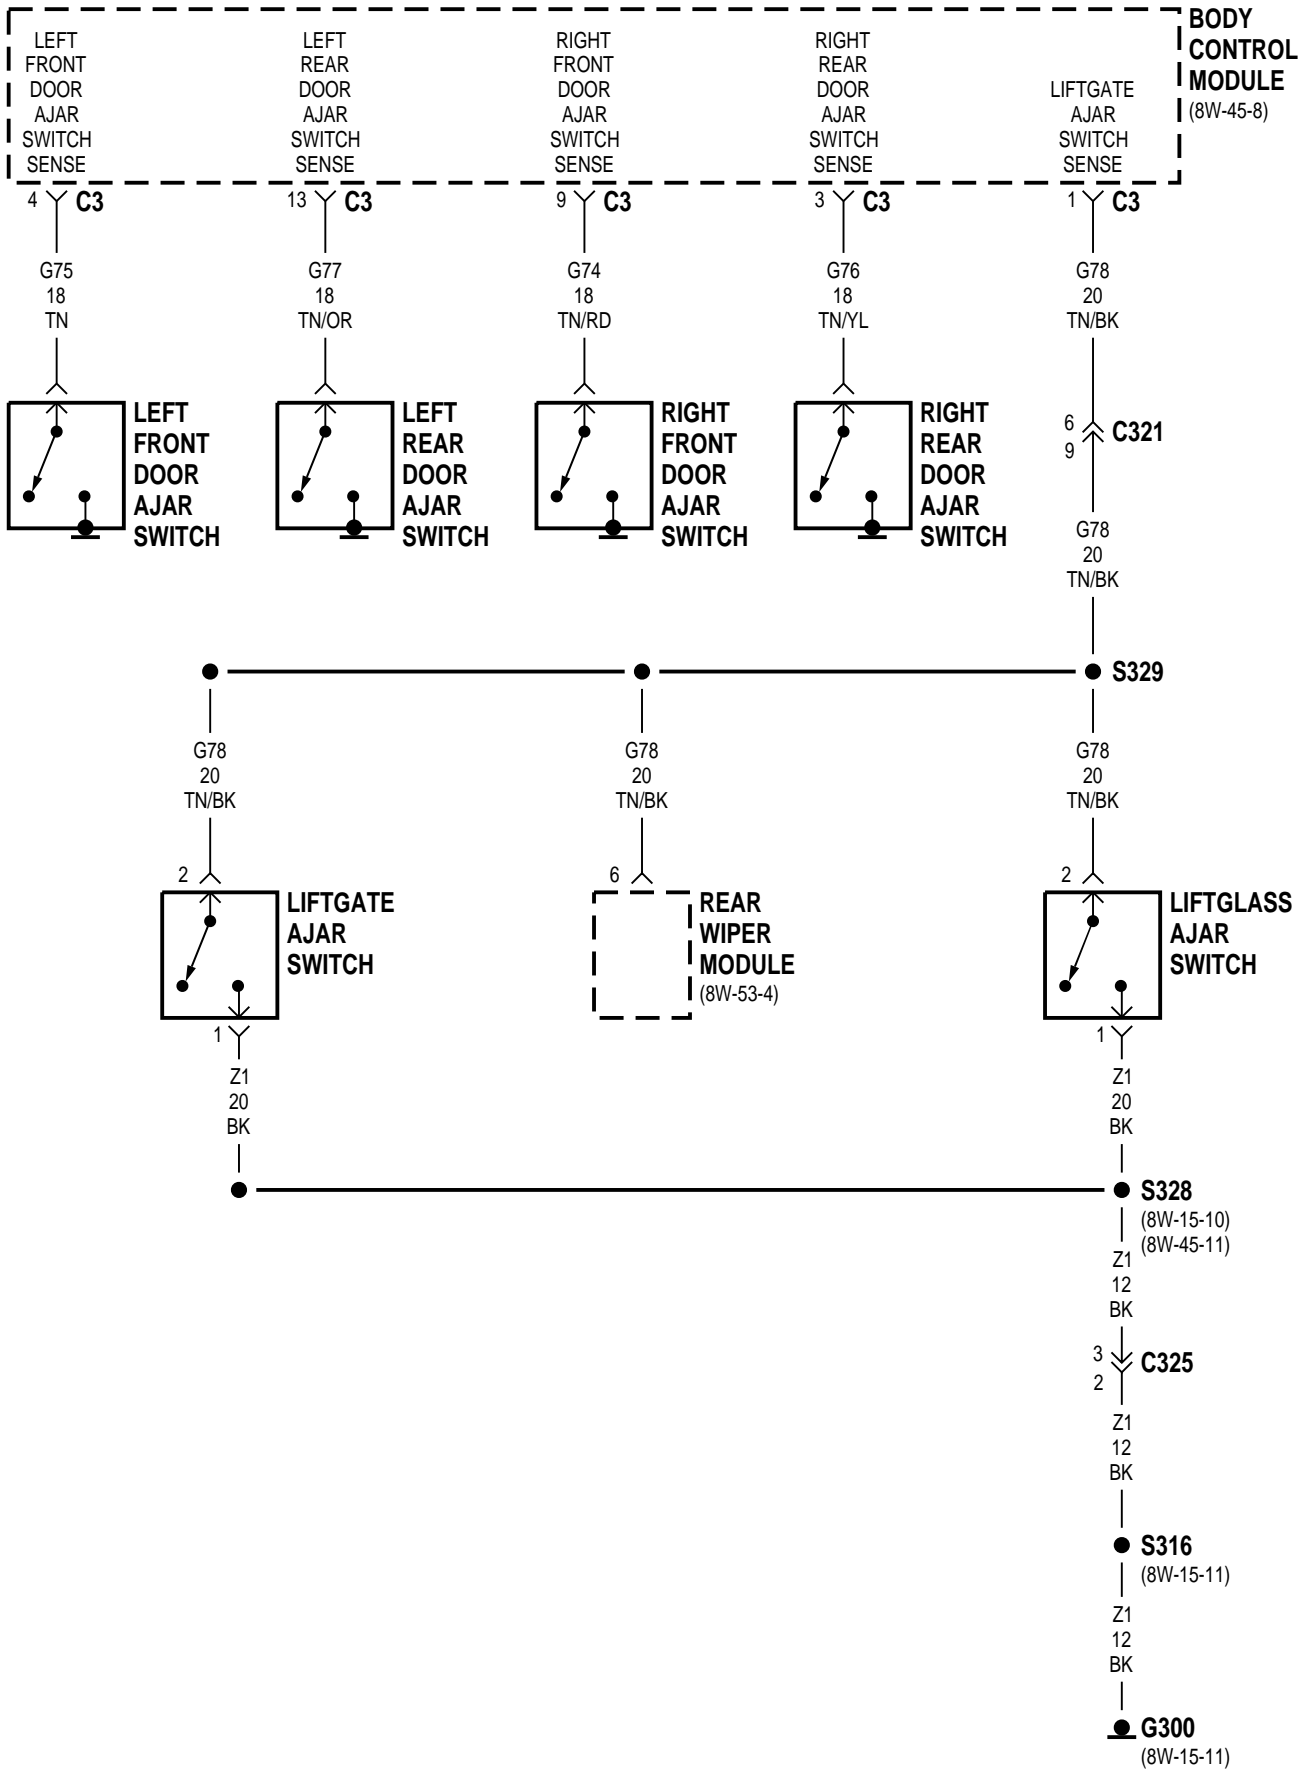 BODY
CONTROL
MODULE
(8W-45-8)
LEFT
FRONT
DOOR
AJAR
SWITCH
SENSE
LEFT
REAR
DOOR
AJAR
SWITCH
SENSE
RIGHT
FRONT
DOOR
AJAR
SWITCH
SENSE
RIGHT
REAR
DOOR
AJAR
SWITCH
SENSE
LIFTGATE
AJAR
SWITCH
SENSE
4 C3
13 C3
9 C3
3 C3
1 C3
G75
18
TN
G77
18
TN/OR
G74
18
TN/RD
G76
18
TN/YL
G78
20
TN/BK
LEFT
FRONT
DOOR
AJAR
SWITCH
LEFT
REAR
DOOR
AJAR
SWITCH
RIGHT
FRONT
DOOR
AJAR
SWITCH
RIGHT
REAR
DOOR
AJAR
SWITCH
6
C321
9
G78
20
TN/BK
S329
G78
20
TN/BK
G78
20
TN/BK
G78
20
TN/BK
2
LIFTGATE
AJAR
SWITCH
1
6
REAR
WIPER
MODULE
(8W-53-4)
2
LIFTGLASS
AJAR
SWITCH
1
Z1
20
BK
Z1
20
BK
S328
(8W-15-10)
(8W-45-11)
Z1
12
BK
3
C325
2
Z1
12
BK
S316
(8W-15-11)
Z1
12
BK
G300
(8W-15-11)